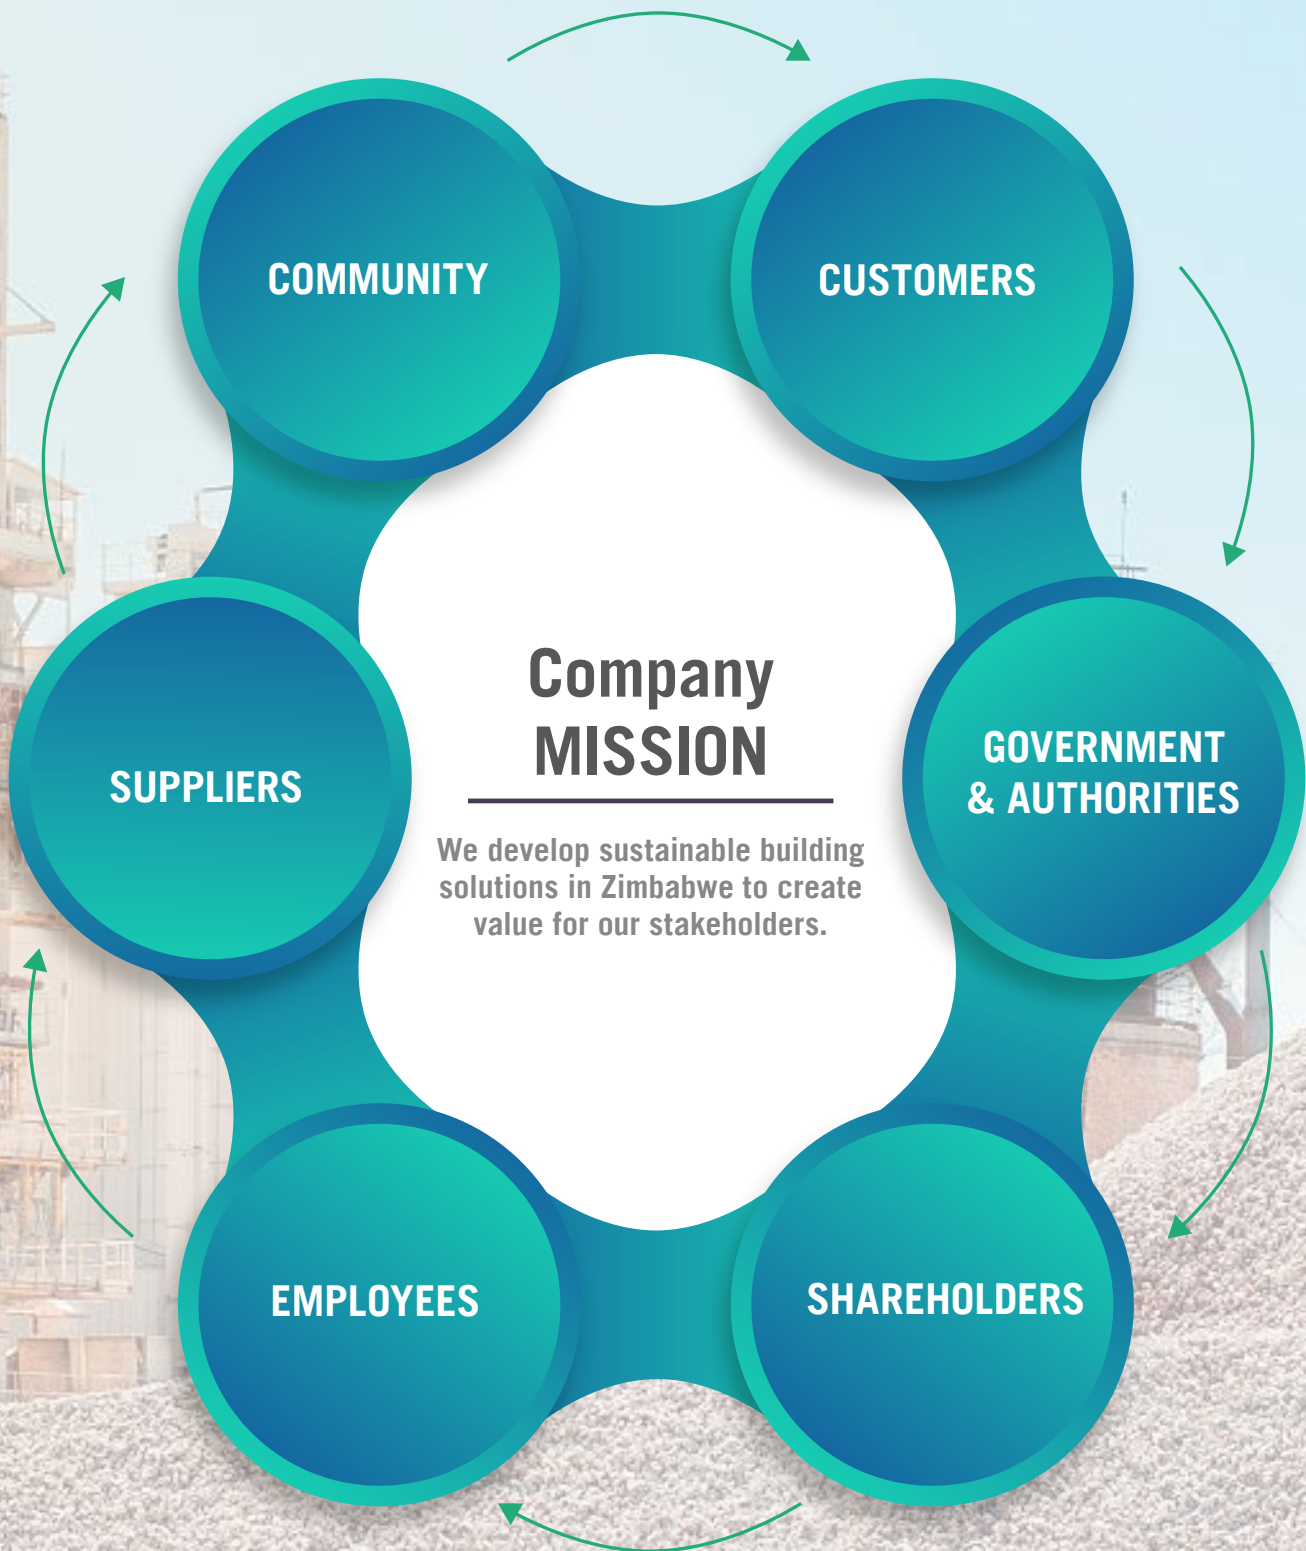 COMMUNITY
CUSTOMERS
Company
MISSION
We develop sustainable building
solutions in Zimbabwe to create
value for our stakeholders.
SUPPLIERS
GOVERNMENT
& AUTHORITIES
EMPLOYEES
SHAREHOLDERS